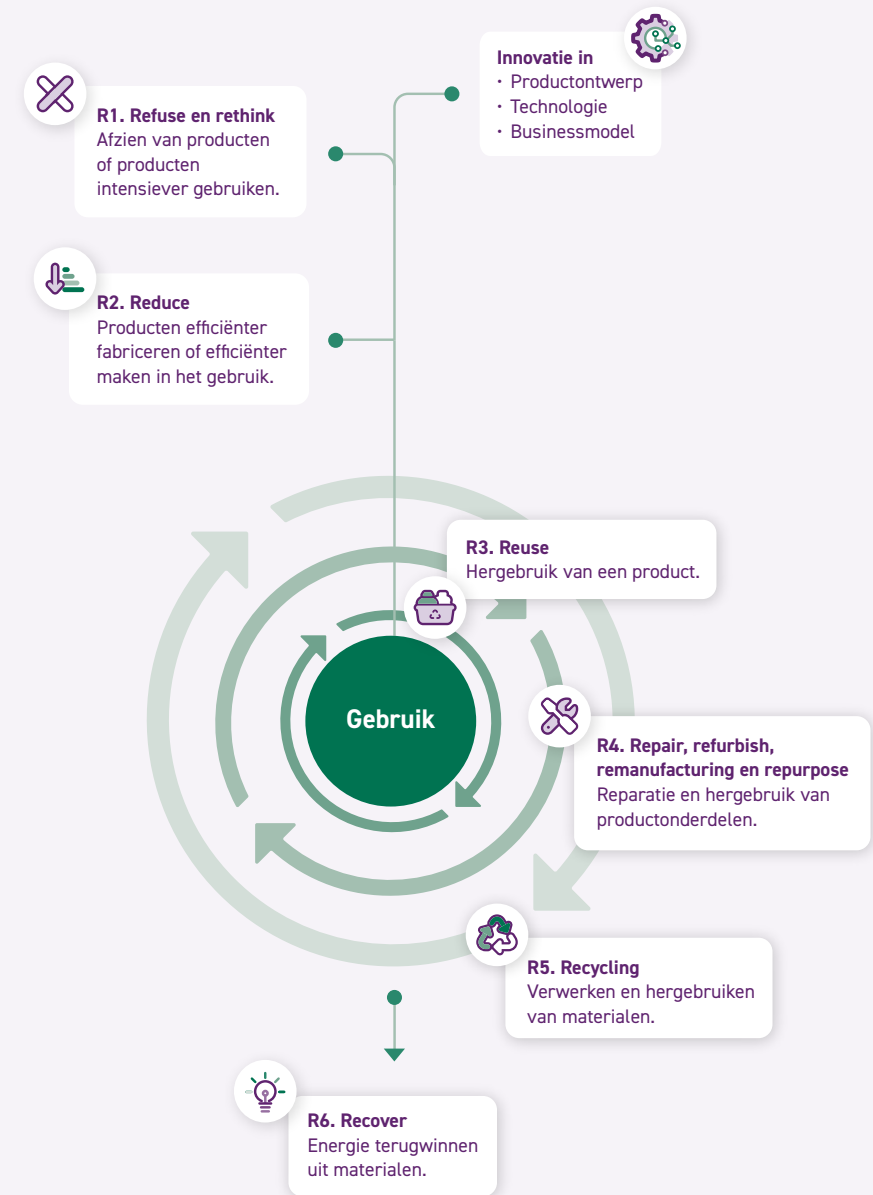 Innovatie in
· Productontwerp
· Technologie
· Businessmodel
R1. Refuse en rethink
Afzien van producten
of producten
intensiever gebruiken.
R2. Reduce
Producten efficiënter
fabriceren of efficiënter
maken in het gebruik.
R3. Reuse
Hergebruik van een product.
Gebruik
R4. Repair, refurbish,
remanufacturing en repurpose
Reparatie en hergebruik van
productonderdelen.
R5. Recycling
Verwerken en hergebruiken
van materialen.
R6. Recover
Energie terugwinnen
uit materialen.